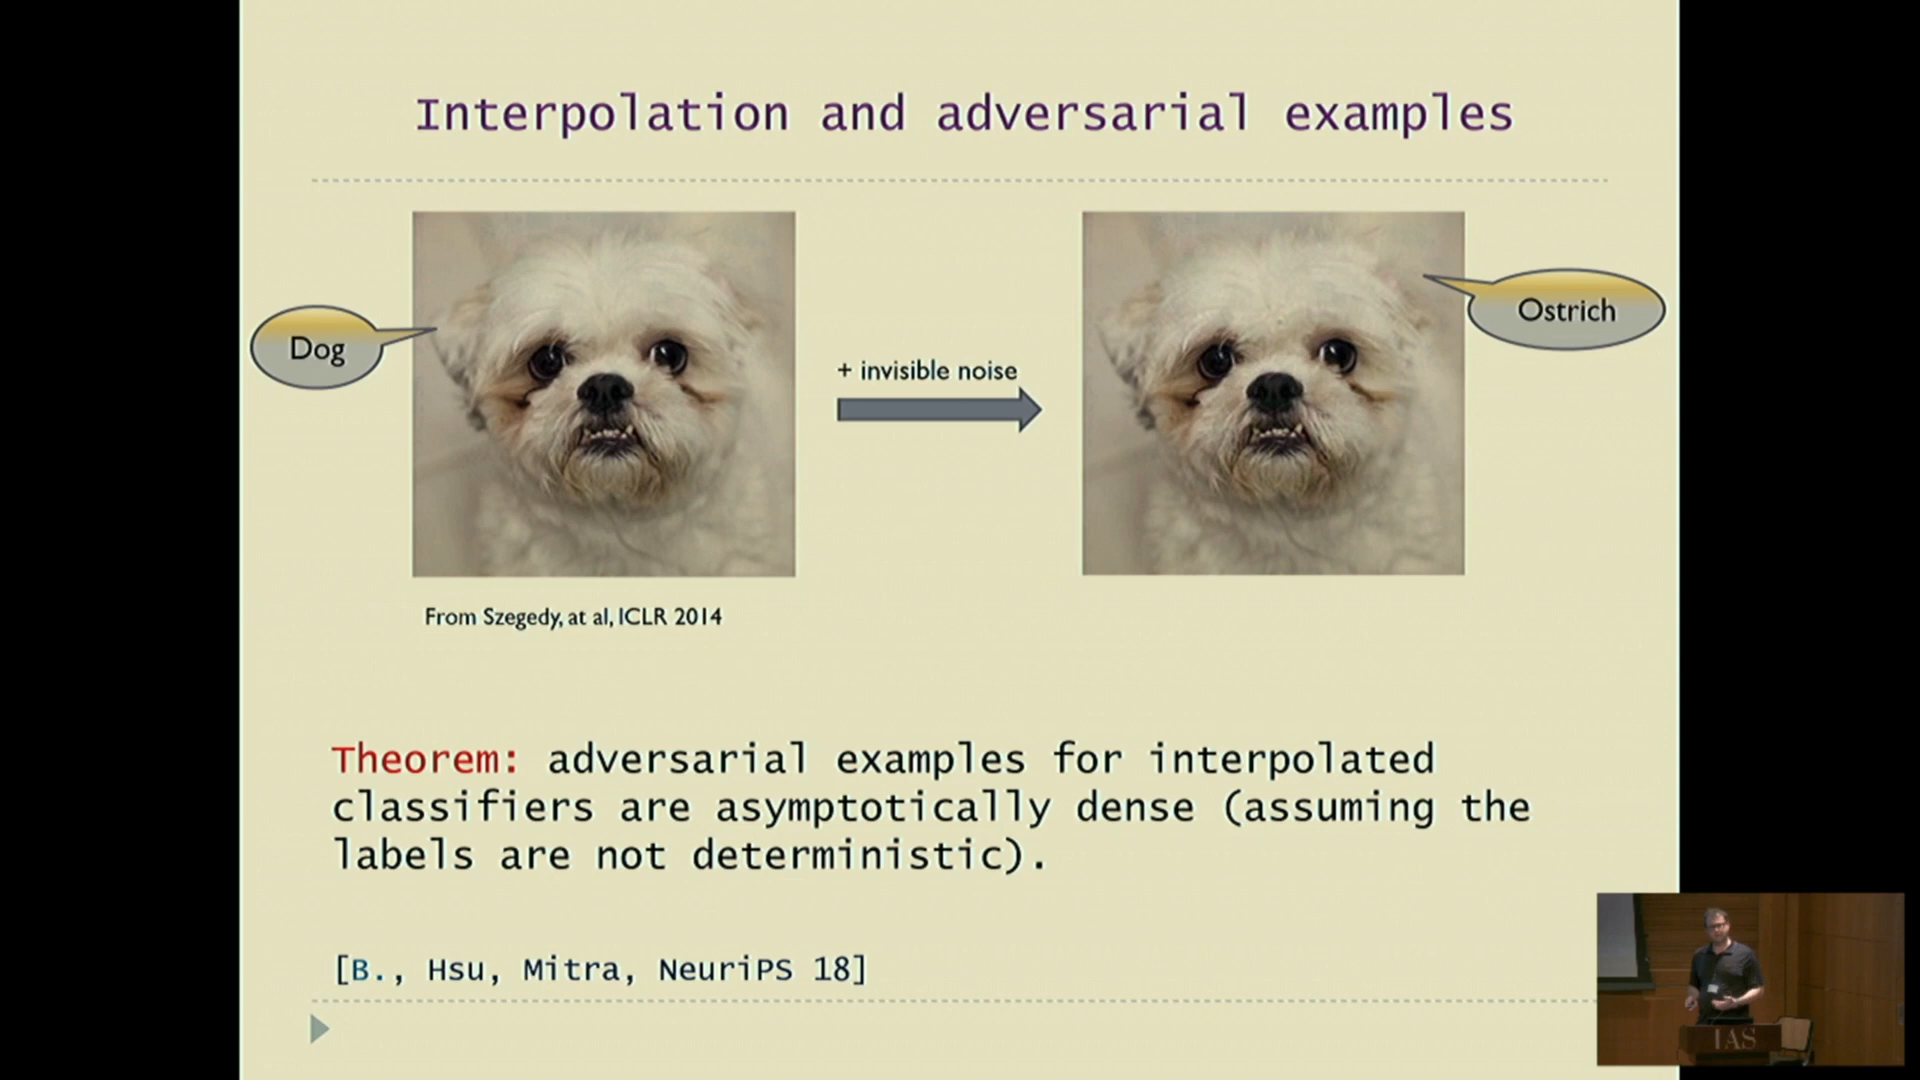 Interpolation and adversarial examples
Dog
+ invisible noise
Ostrich
From Szegedy, at al, ICLR 2014
Theorem: adversarial examples for interpolated
classifiers are asymptotically dense (assuming the
labels are not deterministic).
[B., Hsu, Mitra, NeuriPS 18]
IAS